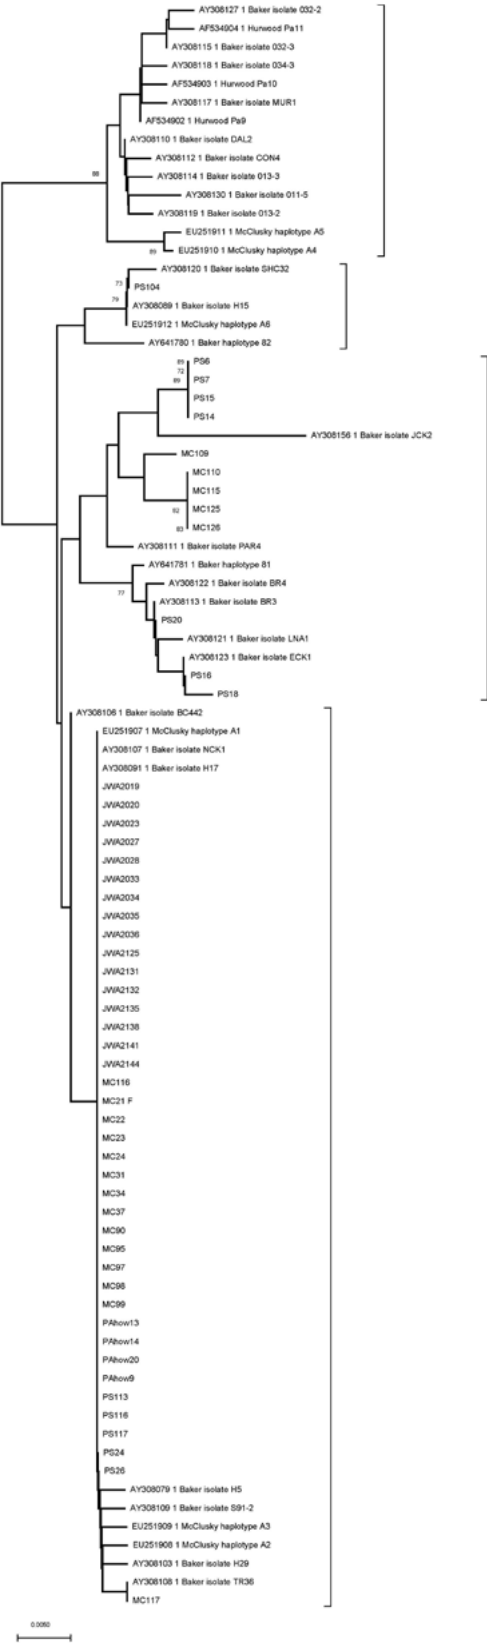 AY308127 1 Baker isolate 032-2
AF534904 1 Hurwood Pa11
AY308115 1 Baker isolate 032-3
AY308118 1 Baker isolate 034-3
AF534903 1 Hurwood Pa10
AY308117 1 Baker isolate MUR1
AF534902 1 Hurwood Pa9
AY308110 1 Baker isolate DAL2
AY308112 1 Baker isolate CON4
88
AY308114 1 Baker isolate 013-3
AY308130 1 Baker isolate 011-5
AY308119 1 Baker isolate 013-2
EU251911 1 McClusky haplotype A5
89
EU251910 1 McClusky haplotype A4
AY308120 1 Baker isolate SHC32
73
PS104
79
AY308089 1 Baker isolate H15
EU251912 1 McClusky haplotype A6
AY641780 1 Baker haplotype 82
89
PS6
72
89
PS7
PS15
PS14
AY308156 1 Baker isolate JCK2
MC109
MC110
MC115
92
MC125
83
MC126
AY308111 1 Baker isolate PAR4
AY641781 1 Baker haplotype 81
AY308122 1 Baker isolate BR4
77
AY308113 1 Baker isolate BR3
PS20
AY308121 1 Baker isolate LNA1
AY308123 1 Baker isolate ECK1
PS16
PS18
AY308106 1 Baker isolate BC442
EU251907 1 McClusky haplotype A1
AY308107 1 Baker isolate NCK1
AY308091 1 Baker isolate H17
JWA2019
JWA2020
JWA2023
JWA2027
JWA2028
JWA2033
JWA2034
JWA2035
JWA2036
JWA2125
JWA2131
JWA2132
JWA2135
JWA2138
JWA2141
JWA2144
MC116
MC21 F
MC22
MC23
MC24
MC31
MC34
MC37
MC90
MC95
MC97
MC98
MC99
PAhow13
PAhow14
PAhow20
PAhow9
PS113
PS116
PS117
PS24
PS26
AY308079 1 Baker isolate H5
AY308109 1 Baker isolate S91-2
EU251909 1 McClusky haplotype A3
EU251908 1 McClusky haplotype A2
AY308103 1 Baker isolate H29
AY308108 1 Baker isolate TR36
MC117
0.0050